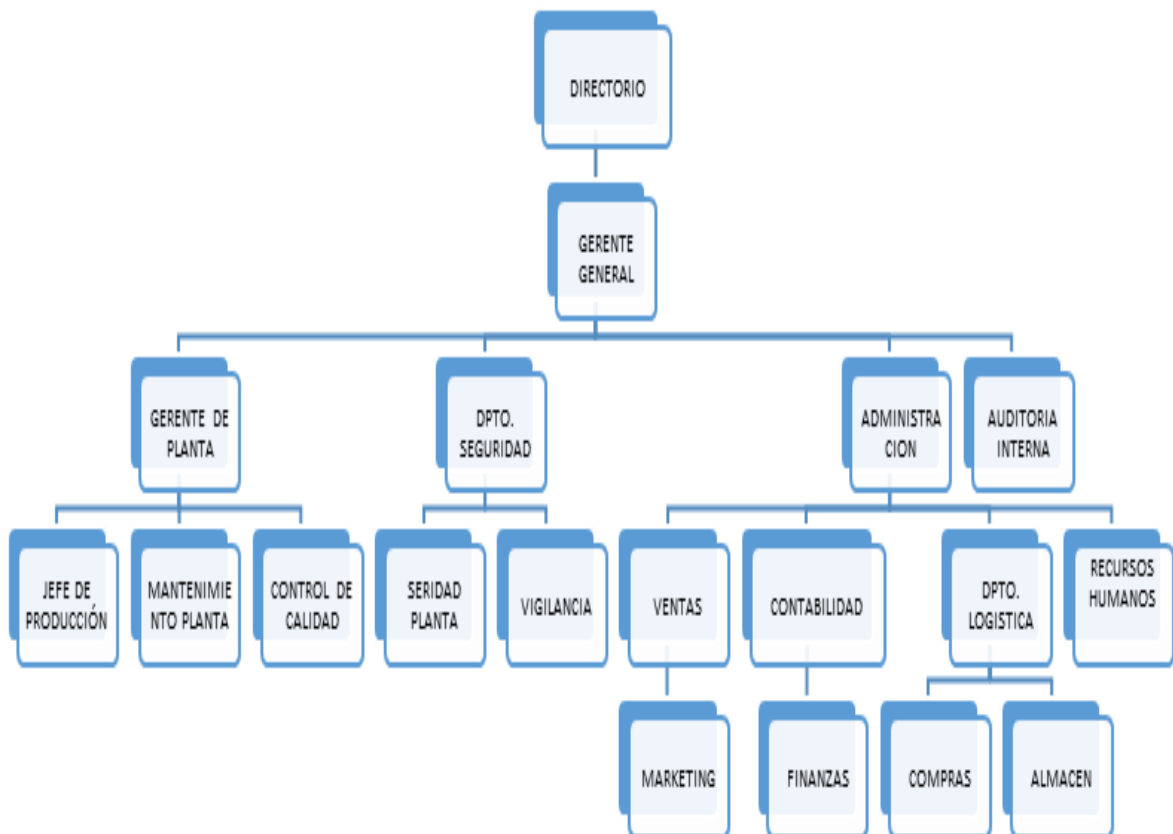 DIRECTORIO
GERENTE
GENERAL
GERENTE DE
PLANTA
DPTO.
SEGURIDAD
ADMINISTRA
CION
AUDITORIA
INTERNA
JEFE DE
PRODUCCIÓN
MANTENIMIE
NTO PLANTA
CONTROL DE
CALIDAD
SERIDAD
PLANTA
VIGILANCIA
VENTAS
CONTABILIDAD
DPTO.
LOGISTICA
RECURSOS
HUMANOS
MARKETING
FINANZAS
COMPRAS
ALMACEN